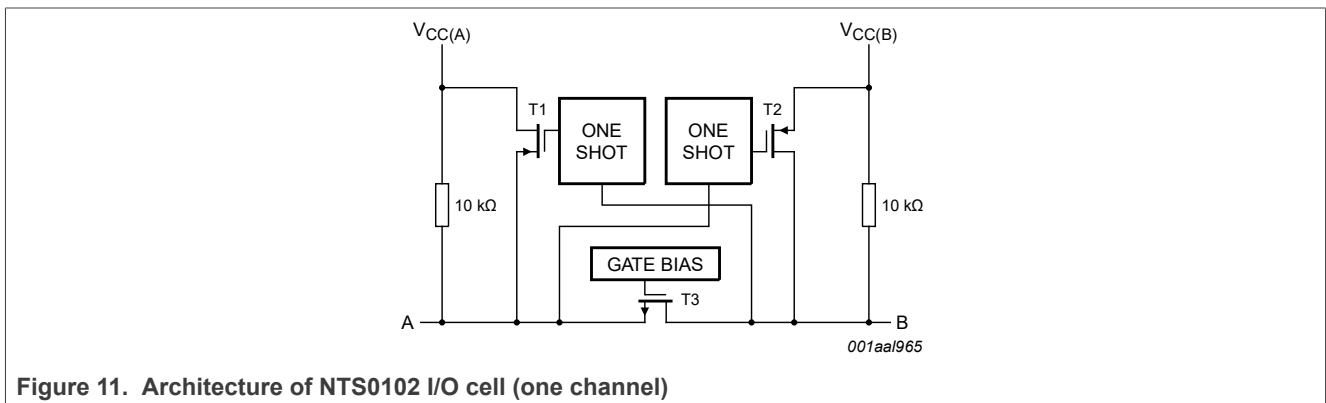 VCC(A) VCC(B)
T1 T2
ONE SHOT ONE SHOT
10 kΩ 10 kΩ
GATE BIAS
T3
A B
001aal965
Figure 11. Architecture of NTS0102 I/O cell (one channel)